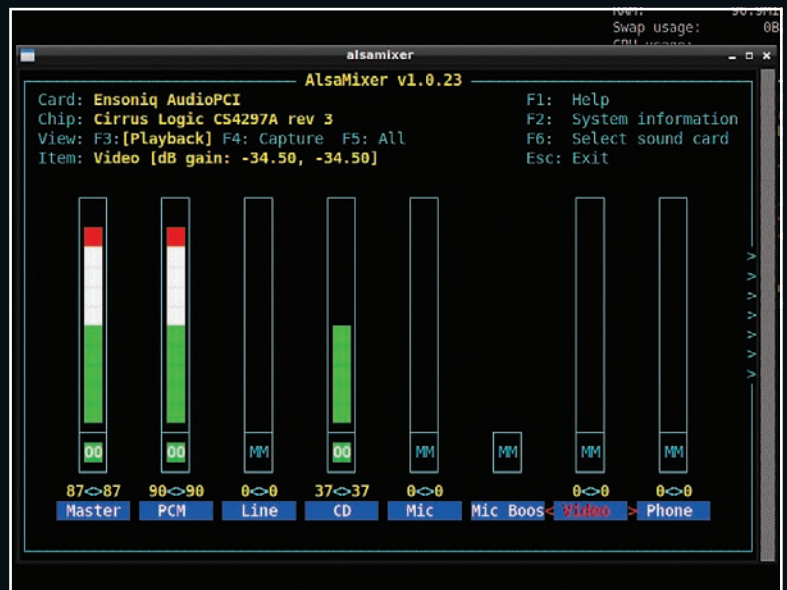 Swap usage: 0B
alsamixer
AlsaMixer v1.0.23
Card: Ensoniq AudioPCI F1: Help
Chip: Cirrus Logic CS4297A rev 3 F2: System information
View: F3:[Playback] F4: Capture F5: All F6: Select sound card
Item: Video [dB gain: -34.50, -34.50] Esc: Exit
>
>
>
>
>
>
>
OO OO MM OO MM MM MM MM
87<>87 90<>90 0<>0 37<>37 0<>0 0<>0 0<>0
Master PCM Line CD Mic Mic Boos< Video > Phone